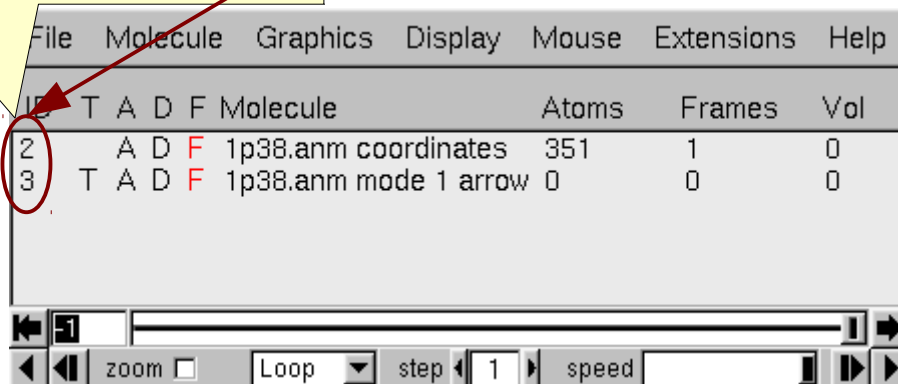 File Molecule Graphics Display Mouse Extensions Help
ID T A D F Molecule Atoms Frames Vol
2 A D F 1p38.anm coordinates 351 1 0
3 T A D F 1p38.anm mode 1 arrow 0 0 0
-1
zoom Loop step 1 speed